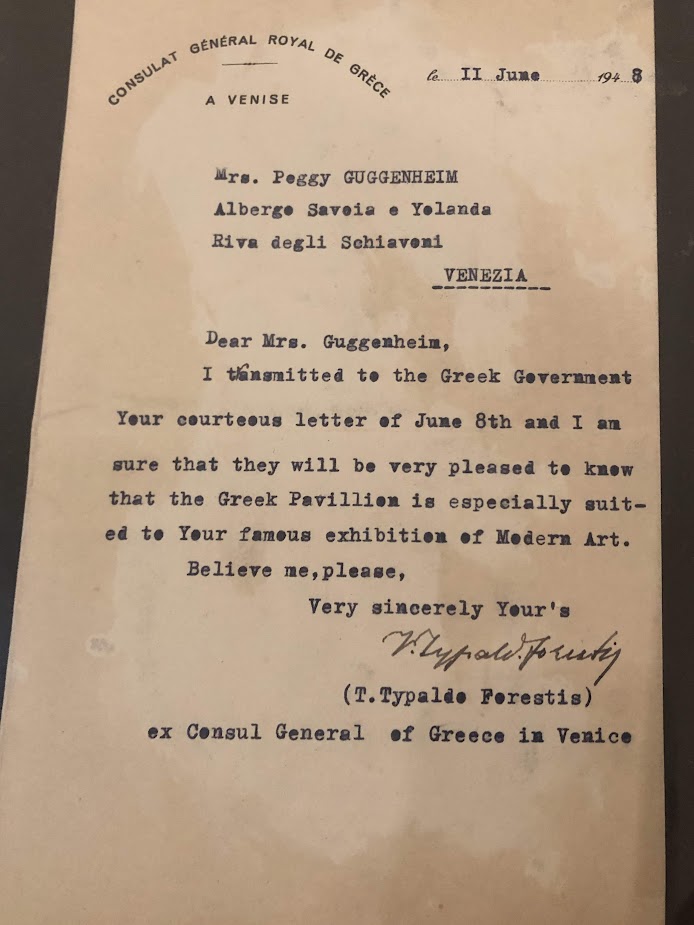 CONSULAT GÉNÉRAL ROYAL DE GRÈCE
A VENISE
le II June 1948
Mrs. Peggy GUGGENHEIM
Albergo Savoia e Yolanda
Riva degli Schiavoni
VENEZIA
Dear Mrs. Guggenheim,
I transmitted to the Greek Government
Your courteous letter of June 8th and I am
sure that they will be very pleased to know
that the Greek Pavillion is especially suit-
ed to Your famous exhibition of Modern Art.
Believe me,please,
Very sincerely Your's
V. Typald. Forestis
(T.Typaldo Forestis)
ex Consul General of Greece in Venice